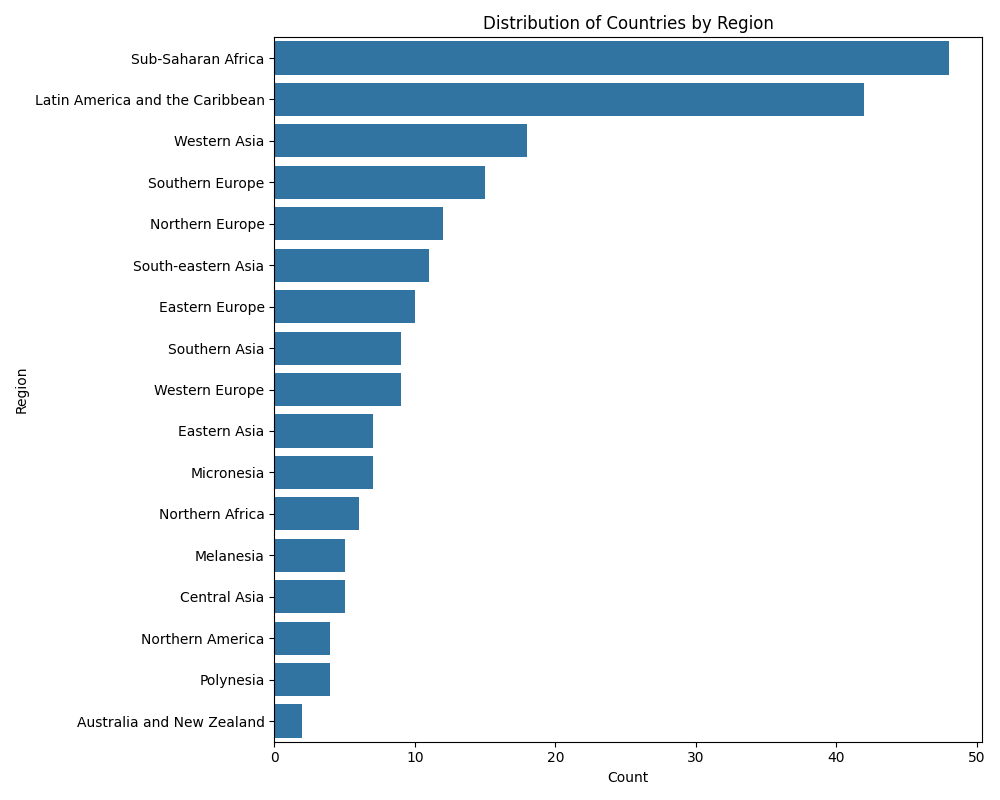 Distribution of Countries by Region
Sub-Saharan Africa
Latin America and the Caribbean
Western Asia
Southern Europe
Northern Europe
South-eastern Asia
Eastern Europe
Southern Asia
Western Europe
Eastern Asia
Micronesia
Northern Africa
Melanesia
Central Asia
Northern America
Polynesia
Australia and New Zealand
Region
0 10 20 30 40 50
Count